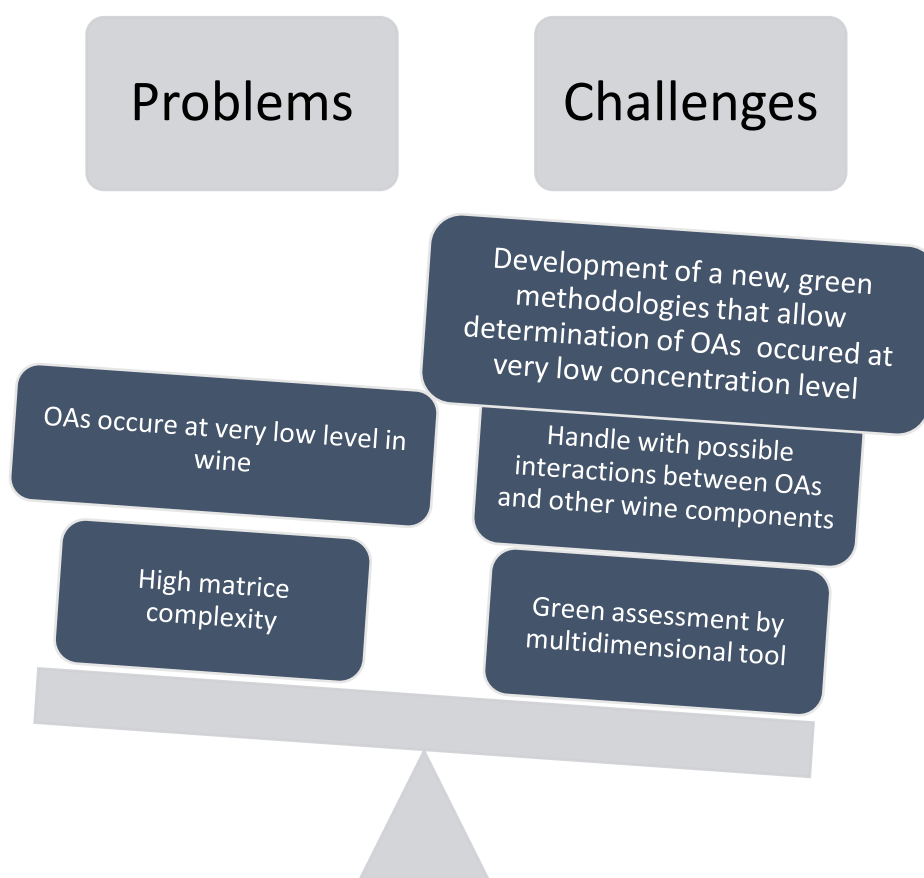 Problems
Challenges
Development of a new, green
methodologies that allow
determination of OAs occured at
very low concentration level
OAs occure at very low level in
wine
Handle with possible
interactions between OAs
and other wine components
High matrice
complexity
Green assessment by
multidimensional tool